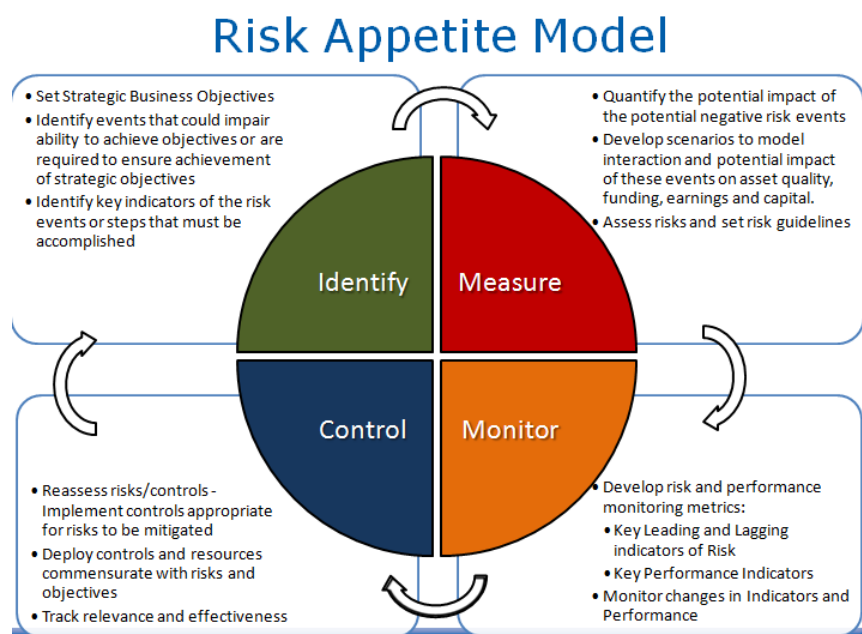 Risk Appetite Model
• Set Strategic Business Objectives
• Identify events that could impair
ability to achieve objectives or are
required to ensure achievement
of strategic objectives
• Identify key indicators of the risk
events or steps that must be
accomplished
• Quantify the potential impact of
the potential negative risk events
• Develop scenarios to model
interaction and potential impact
of these events on asset quality,
funding, earnings and capital.
• Assess risks and set risk guidelines
Identify
Measure
Control
Monitor
• Reassess risks/controls -
Implement controls appropriate
for risks to be mitigated
• Deploy controls and resources
commensurate with risks and
objectives
• Track relevance and effectiveness
• Develop risk and performance
monitoring metrics:
• Key Leading and Lagging
indicators of Risk
• Key Performance Indicators
• Monitor changes in Indicators and
Performance